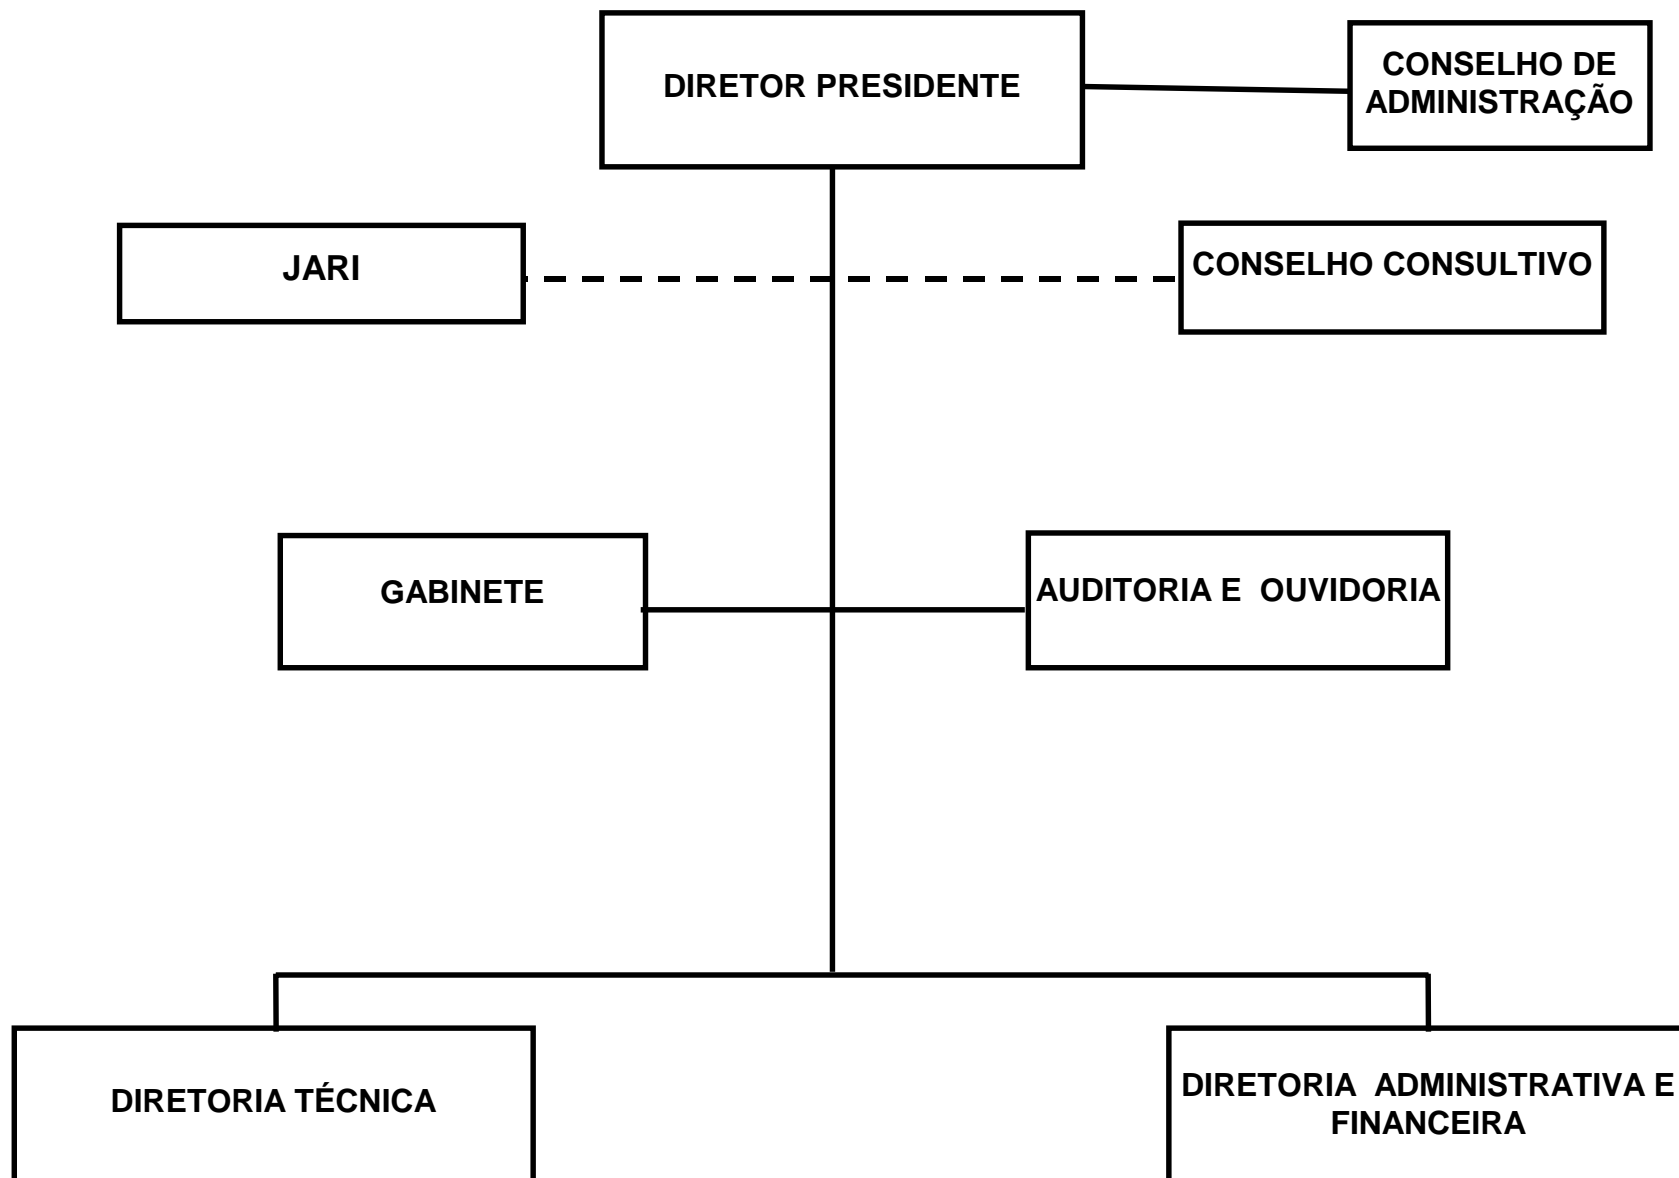 DIRETOR PRESIDENTE
CONSELHO DE
ADMINISTRAÇÃO
JARI
CONSELHO CONSULTIVO
GABINETE
AUDITORIA E  OUVIDORIA
DIRETORIA TÉCNICA
DIRETORIA  ADMINISTRATIVA E
FINANCEIRA